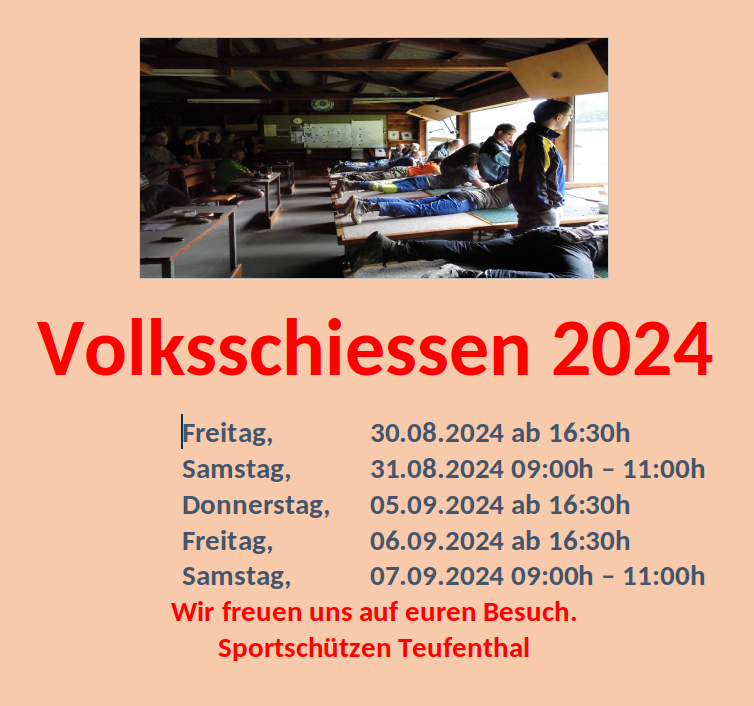 Volksschiessen 2024
Freitag, 30.08.2024 ab 16:30h
Samstag, 31.08.2024 09:00h – 11:00h
Donnerstag, 05.09.2024 ab 16:30h
Freitag, 06.09.2024 ab 16:30h
Samstag, 07.09.2024 09:00h – 11:00h
Wir freuen uns auf euren Besuch.
Sportschützen Teufenthal